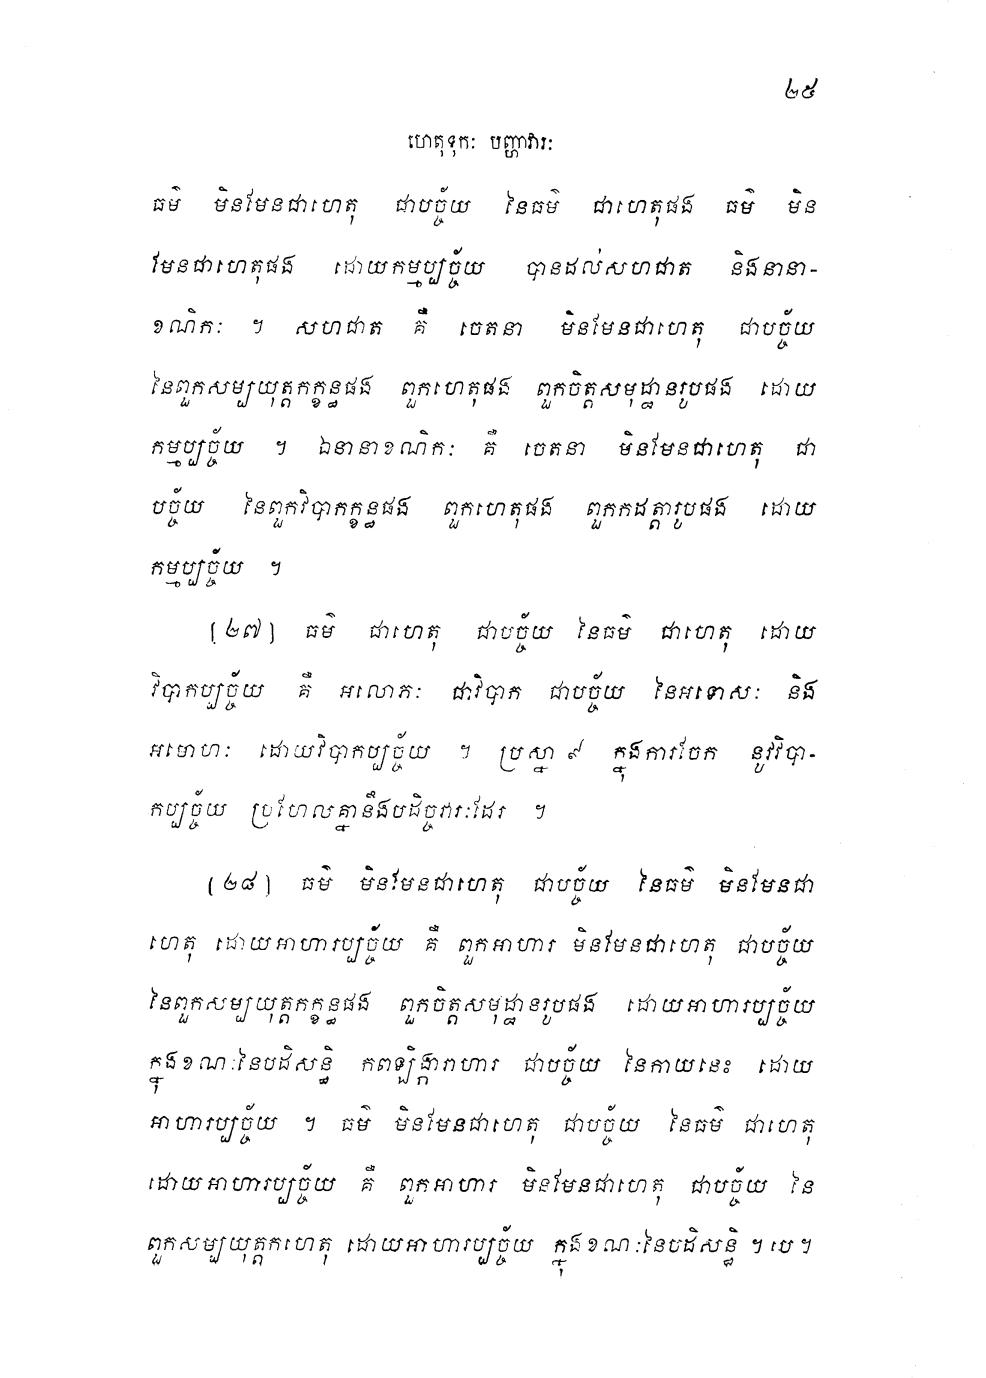 ២៥
ហេតុទុកៈ បញ្ហាវារៈ
ធម៌ មិនមែនជាហេតុ ជាបច្ច័យ នៃធម៌ ជាហេតុផង ធម៌ មិន
មែនជាហេតុផង ដោយកម្មប្បច្ច័យ បានដល់សហជាត និងនានា-
ខណិកៈ ។ សហជាត គឺ ចេតនា មិនមែនជាហេតុ ជាបច្ច័យ
នៃពួកសម្បយុត្តកក្ខន្ធផង ពួកហេតុផង ពួកចិត្តសមុដ្ឋានរូបផង ដោយ
កម្មប្បច្ច័យ ។ ឯនានាខណិកៈ គឺ ចេតនា មិនមែនជាហេតុ ជា
បច្ច័យ នៃពួកវិបាកក្ខន្ធផង ពួកហេតុផង ពួកកដត្តារូបផង ដោយ
កម្មប្បច្ច័យ ។
[២៧] ធម៌ ជាហេតុ ជាបច្ច័យ នៃធម៌ ជាហេតុ ដោយ
វិបាកប្បច្ច័យ គឺ អលោភៈ ជាវិបាក ជាបច្ច័យ នៃអទោសៈ និង
អមោហៈ ដោយវិបាកប្បច្ច័យ ។ ប្រស្នា ៩ ក្នុងការចែក នូវវិបា-
កប្បច្ច័យ ប្រហែលគ្នានឹងបដិច្ចវារៈដែរ ។
[២៨] ធម៌ មិនមែនជាហេតុ ជាបច្ច័យ នៃធម៌ មិនមែនជា
ហេតុ ដោយអាហារប្បច្ច័យ គឺ ពួកអាហារ មិនមែនជាហេតុ ជាបច្ច័យ
នៃពួកសម្បយុត្តកក្ខន្ធផង ពួកចិត្តសមុដ្ឋានរូបផង ដោយអាហារប្បច្ច័យ
ក្នុងខណៈនៃបដិសន្ធិ កពឡិង្ការាហារ ជាបច្ច័យ នៃកាយនេះ ដោយ
អាហារប្បច្ច័យ ។ ធម៌ មិនមែនជាហេតុ ជាបច្ច័យ នៃធម៌ ជាហេតុ
ដោយអាហារប្បច្ច័យ គឺ ពួកអាហារ មិនមែនជាហេតុ ជាបច្ច័យ នៃ
ពួកសម្បយុត្តកហេតុ ដោយអាហារប្បច្ច័យ ក្នុងខណៈនៃបដិសន្ធិ ។បេ។